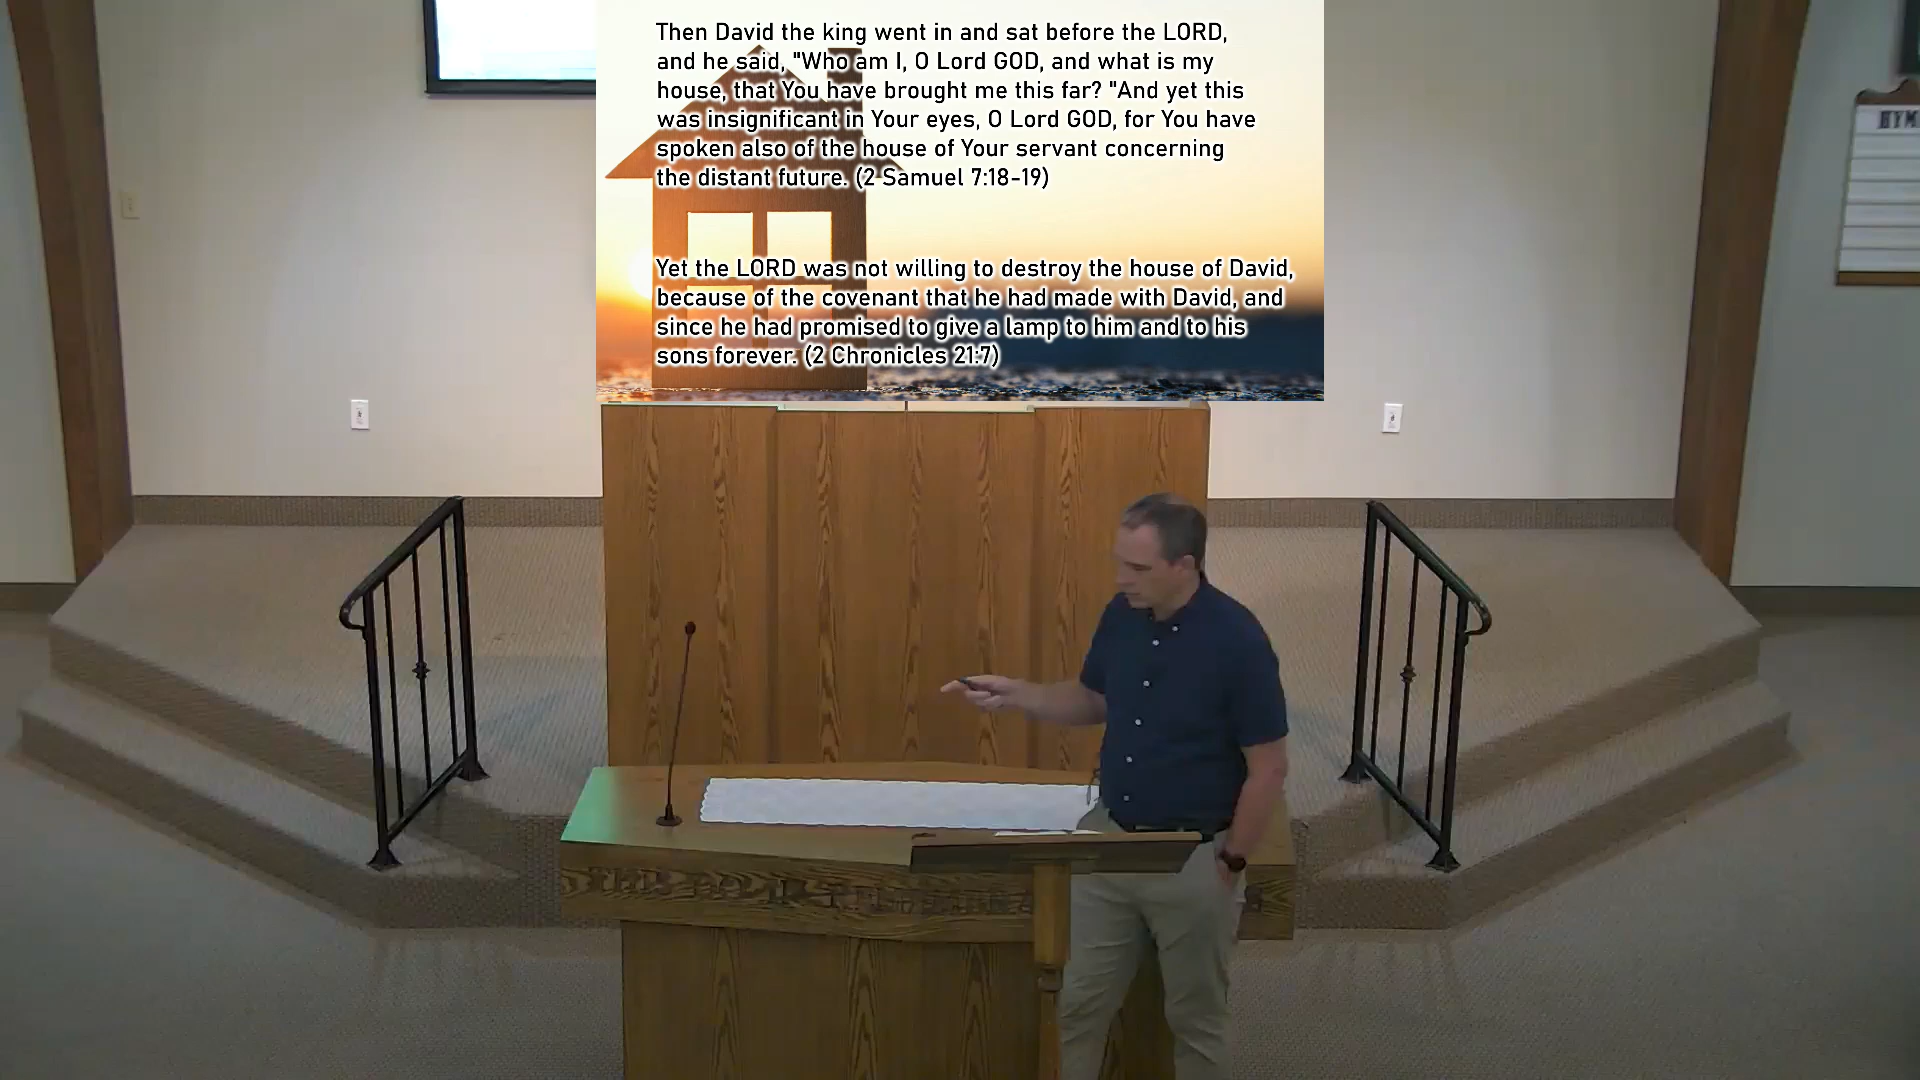 Then David the king went in and sat before the LORD,
and he said, "Who am I, O Lord GOD, and what is my
house, that You have brought me this far? "And yet this
was insignificant in Your eyes, O Lord GOD, for You have
spoken also of the house of Your servant concerning
the distant future. (2 Samuel 7:18-19)
Yet the LORD was not willing to destroy the house of David,
because of the covenant that he had made with David, and
since he had promised to give a lamp to him and to his
sons forever. (2 Chronicles 21:7)